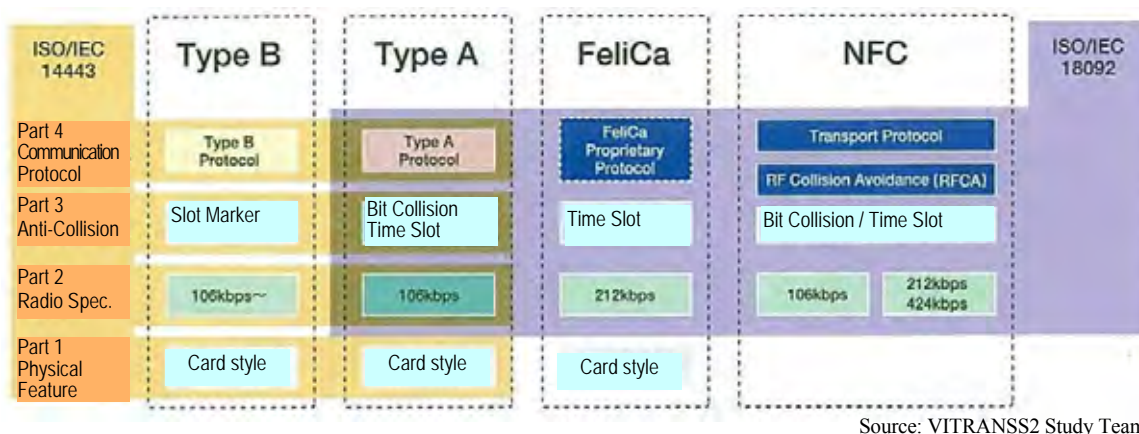 ISO/IEC
14443
Type B
Type A
FeliCa
NFC
ISO/IEC
18092
Part 4
Communication
Protocol
Type B
Protocol
Type A
Protocol
FeliCa
Proprietary
Protocol
Transport Protocol
RF Collision Avoidance (RFCA)
Part 3
Anti-Collision
Slot Marker
Bit Collision
Time Slot
Time Slot
Bit Collision / Time Slot
Part 2
Radio Spec.
106kbps~
106kbps
212kbps
106kbps
212kbps
424kbps
Part 1
Physical
Feature
Card style
Card style
Card style
Source: VITRANSS2 Study Team